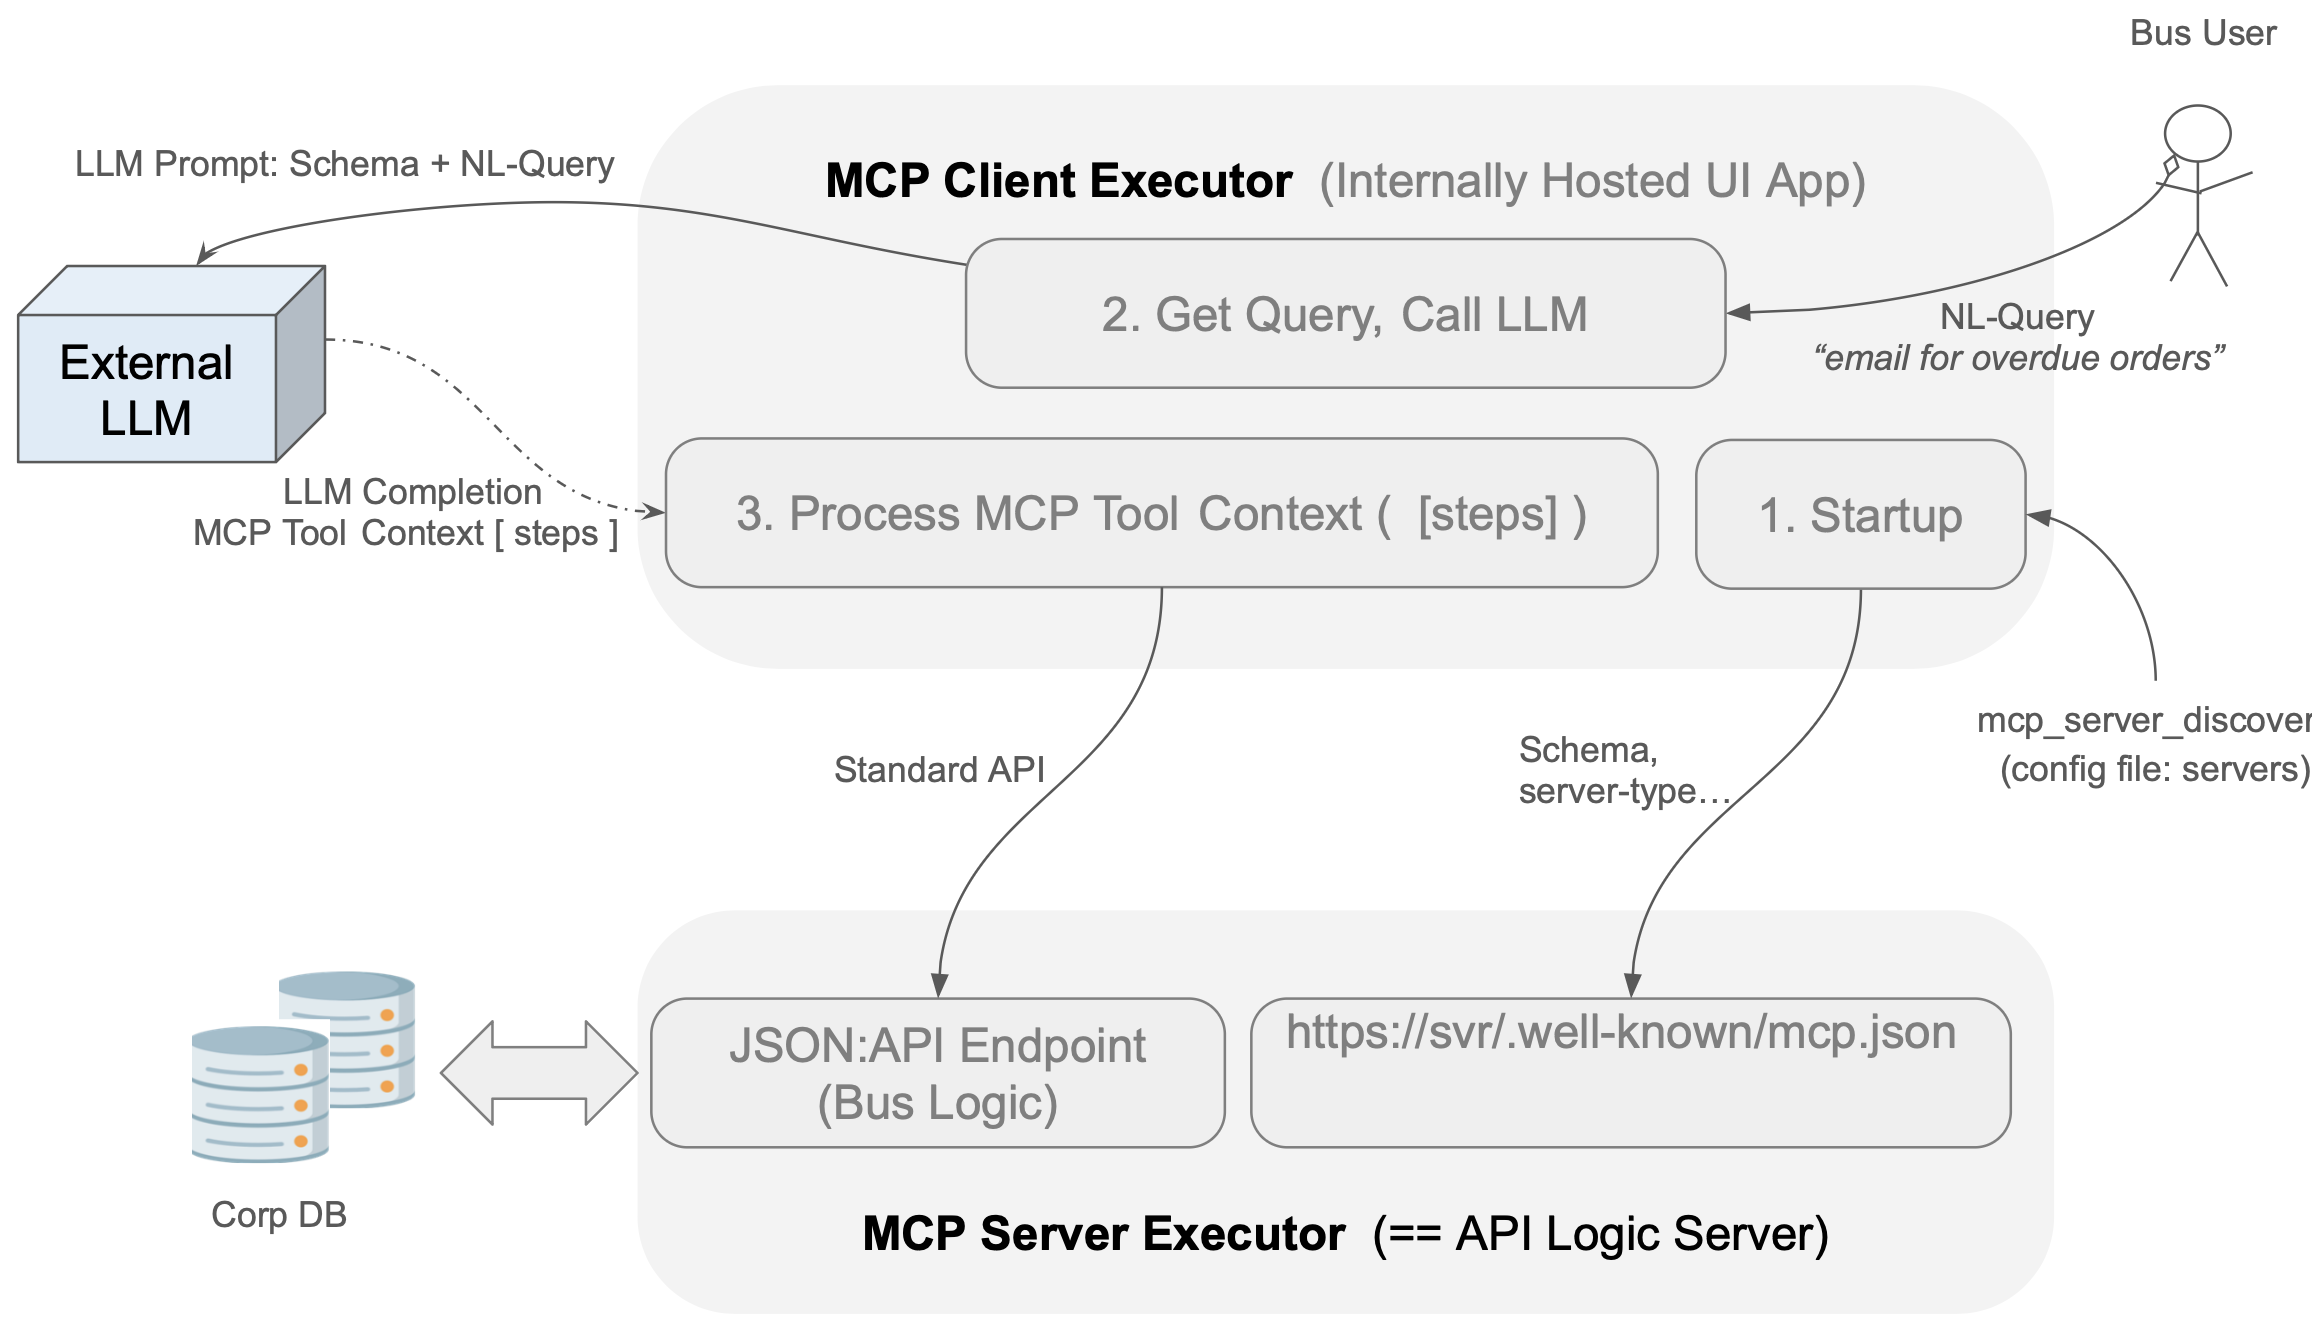 Bus User
LLM Prompt: Schema + NL-Query
MCP Client Executor (Internally Hosted UI App)
2. Get Query, Call LLM
NL-Query
“email for overdue orders”
External
LLM
LLM Completion
MCP Tool Context [ steps ]
3. Process MCP Tool Context ( [steps] )
1. Startup
mcp_server_discover
(config file: servers)
Standard API
Schema,
server-type…
JSON:API Endpoint
(Bus Logic)
https://svr/.well-known/mcp.json
Corp DB
MCP Server Executor (== API Logic Server)